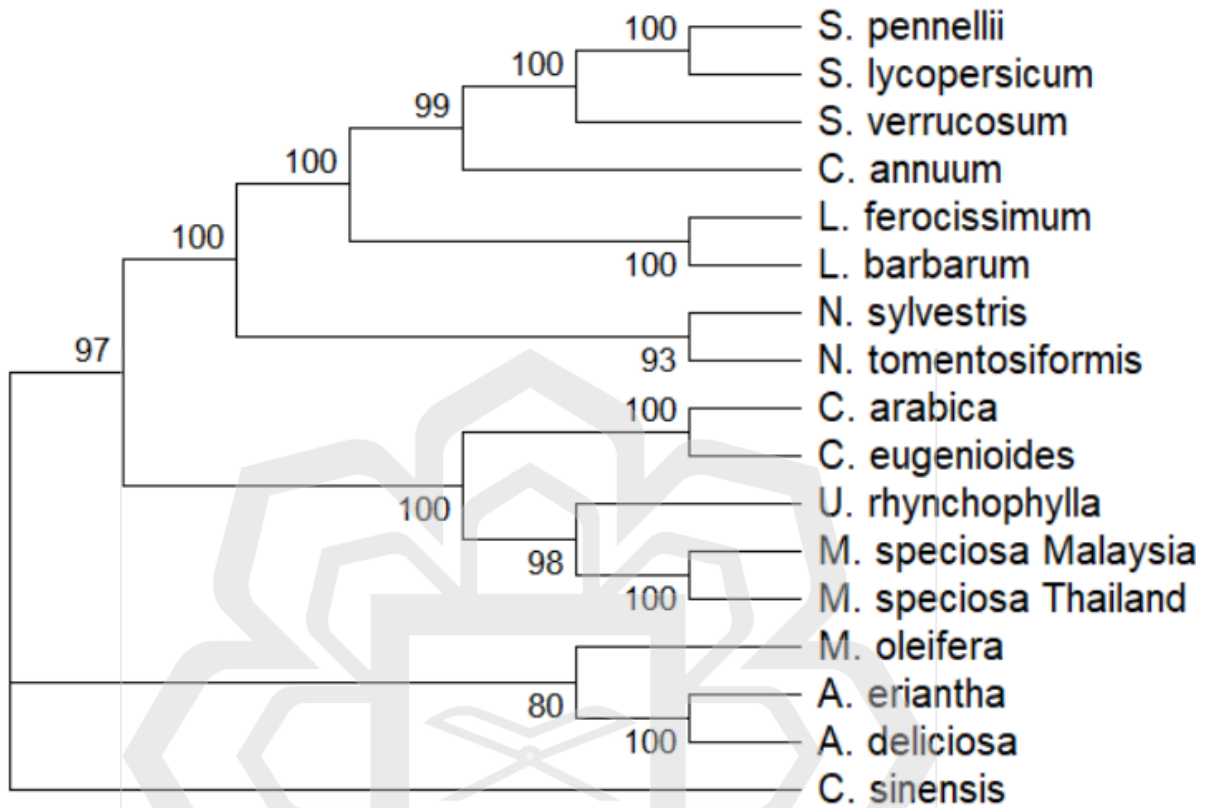 100 S. pennellii
100 S. lycopersicum
99 S. verrucosum
100 C. annuum
100 L. ferocissimum
100 L. barbarum
N. sylvestris
97 93 N. tomentosiformis
100 C. arabica
C. eugenioides
100 U. rhynchophylla
98 M. speciosa Malaysia
100 M. speciosa Thailand
M. oleifera
80 A. eriantha
100 A. deliciosa
C. sinensis